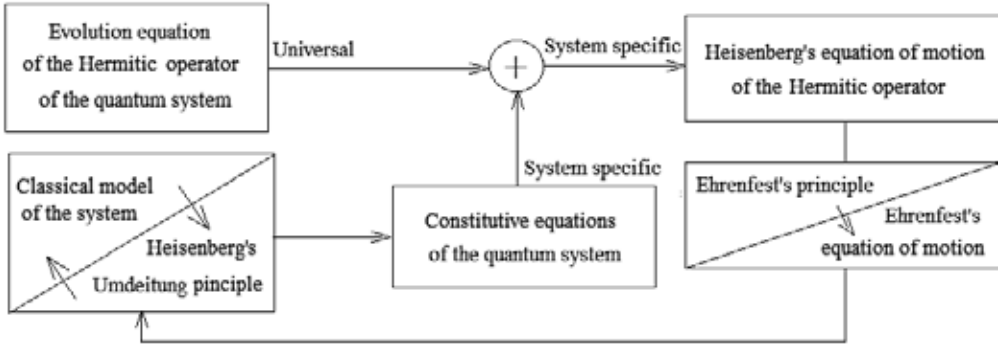 Evolution equation
of the Hermitic operator
of the quantum system
Universal
+
System specific
Heisenberg's equation of motion
of the Hermitic operator
Classical model
of the system
Heisenberg's
Umdeitung pinciple
System specific
Constitutive equations
of the quantum system
Ehrenfest's principle
Ehrenfest's
equation of motion